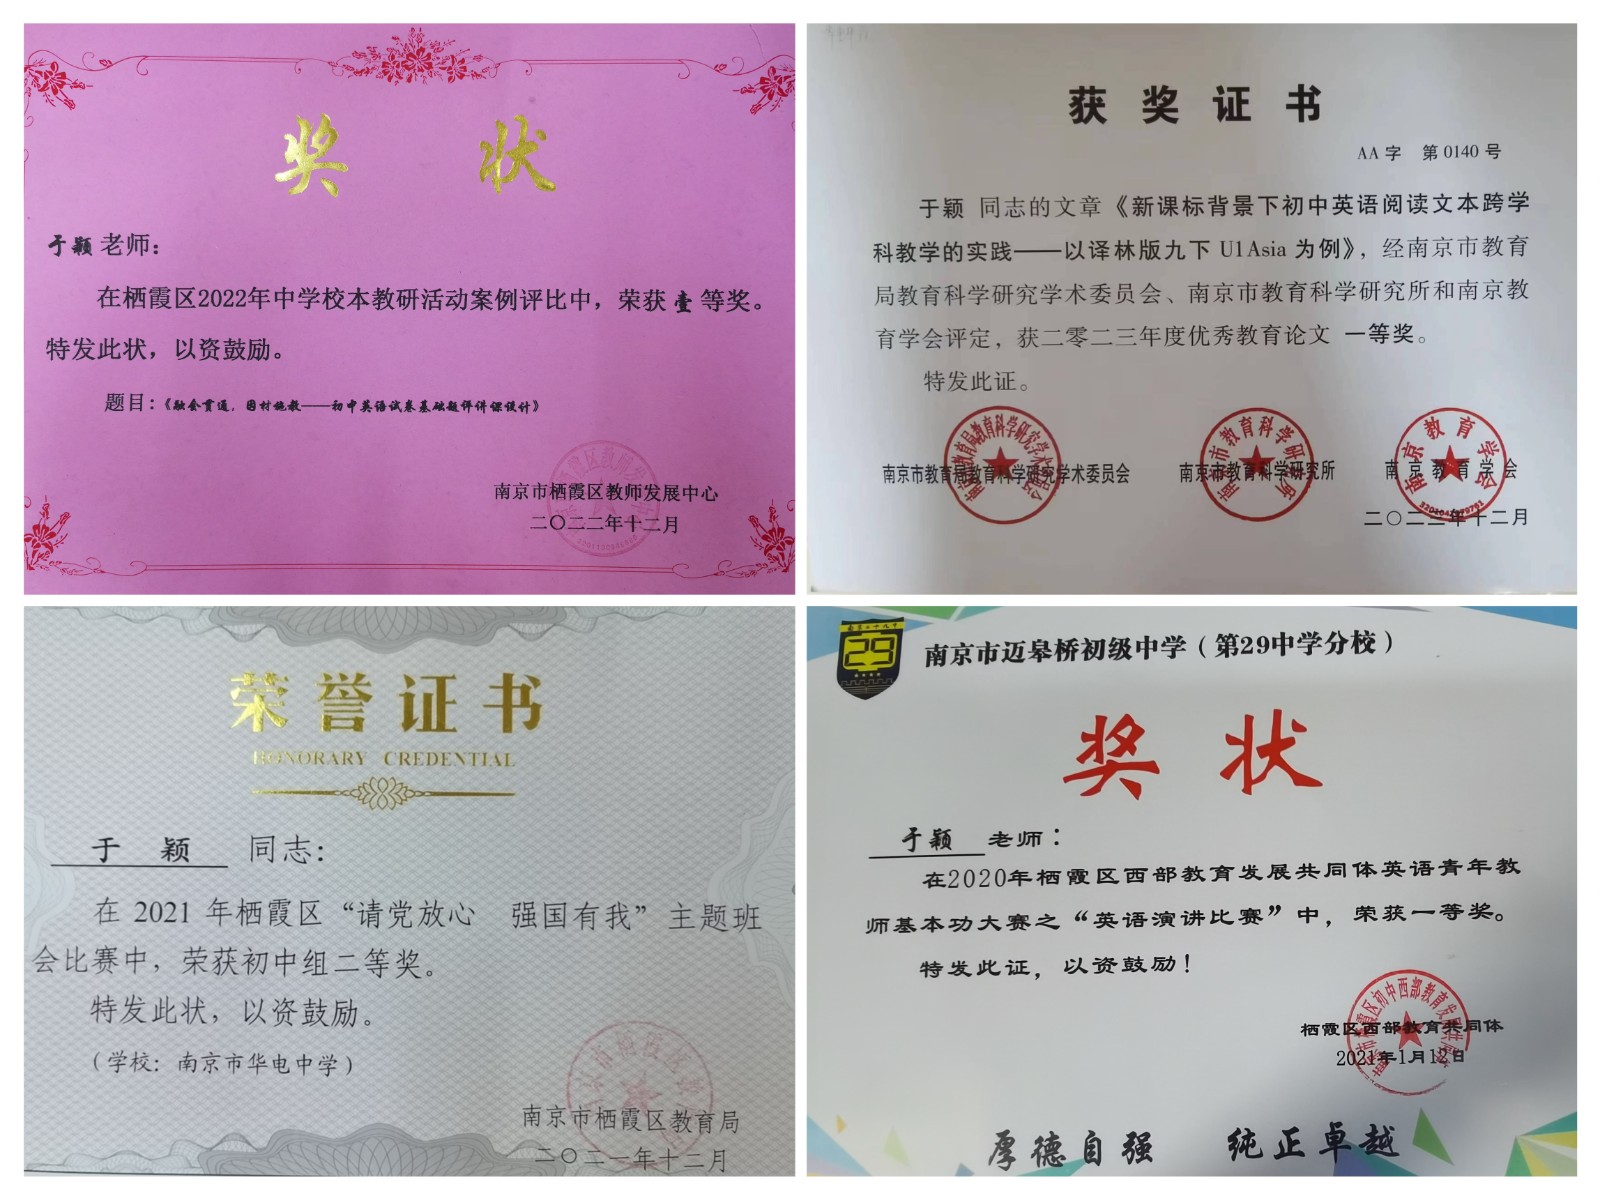 奖 状
于颖 老师：
在栖霞区2022年中学校本教研活动案例评比中，荣获 壹 等奖。
特发此状，以资鼓励。
题目：《融会贯通，因材施教——初中英语试卷基础题评讲课设计》
南京市栖霞区教师发展中心
二〇二二年十二月
获 奖 证 书
AA 字 第 0140 号
于颖 同志的文章《新课标背景下初中英语阅读文本跨学
科教学的实践——以译林版九下 U1 Asia 为例》，经南京市教育
局教育科学研究学术委员会、南京市教育科学研究所和南京教
育学会评定，获二零二三年度优秀教育论文 一等奖。
特发此证。
南京市教育局教育科学研究学术委员会 南京市教育科学研究所 南京教育学会
二〇二三年十二月
荣誉证书
HONORARY CREDENTIAL
于 颖 同志：
在 2021 年栖霞区“请党放心 强国有我”主题班
会比赛中，荣获初中组二等奖。
特发此状，以资鼓励。
（学校：南京市华电中学）
南京市栖霞区教育局
二〇二一年十二月
29
南京市迈皋桥初级中学（第29中学分校）
奖 状
于颖 老师：
在2020年栖霞区西部教育发展共同体英语青年教
师基本功大赛之“英语演讲比赛”中，荣获一等奖。
特发此证，以资鼓励！
栖霞区西部教育共同体
2021年1月12日
厚德自强 纯正卓越